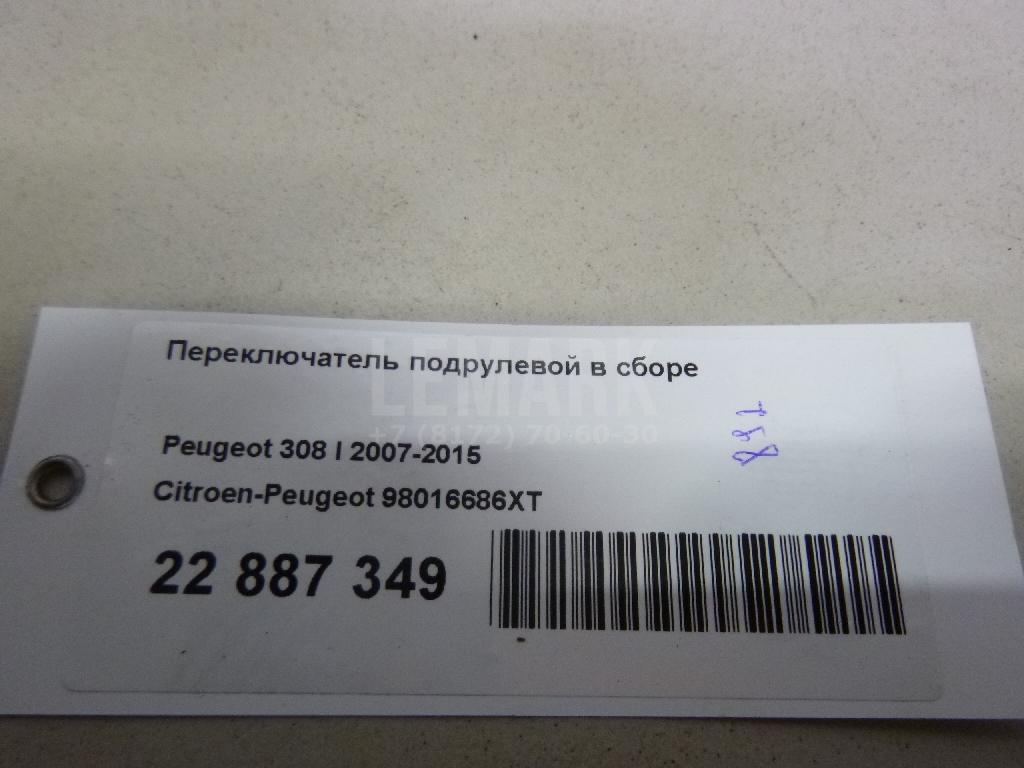 Переключатель подрулевой в сборе
LEMARK
+7 (8172) 70-60-30
Peugeot 308 I 2007-2015
Citroen-Peugeot 98016686XT
22 887 349